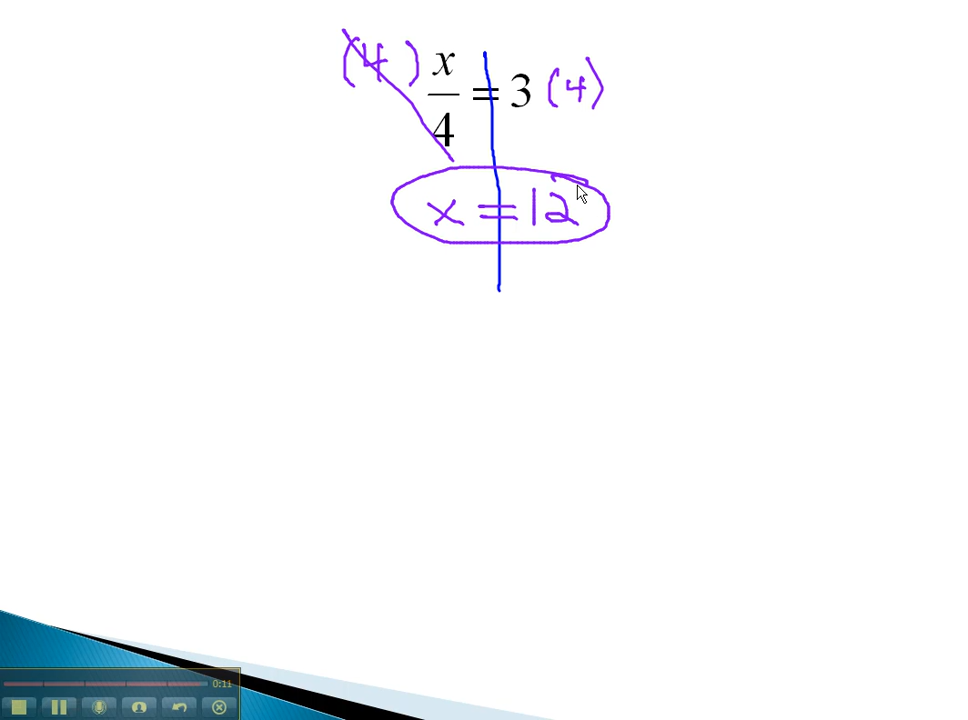 (4) x/4 = 3 (4)
x = 12
0:11